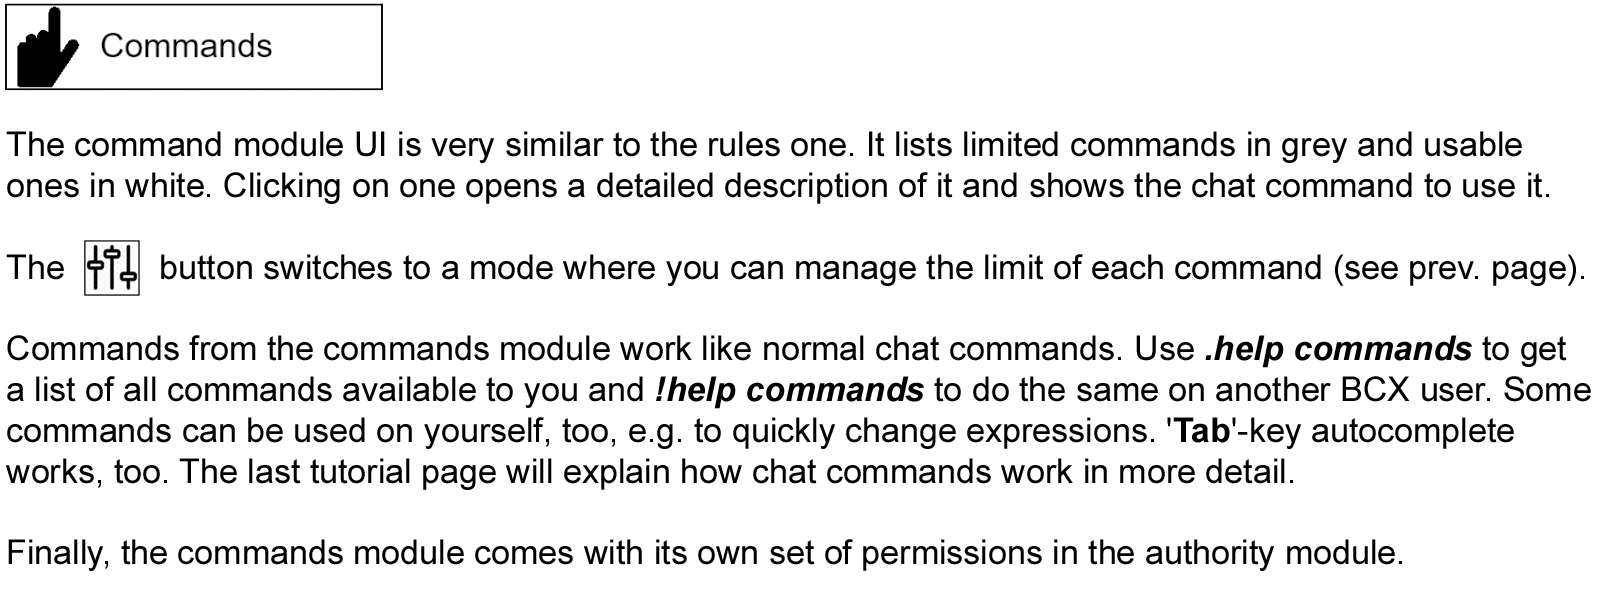 Commands
The command module UI is very similar to the rules one. It lists limited commands in grey and usable
ones in white. Clicking on one opens a detailed description of it and shows the chat command to use it.
The button switches to a mode where you can manage the limit of each command (see prev. page).
Commands from the commands module work like normal chat commands. Use .help commands to get
a list of all commands available to you and !help commands to do the same on another BCX user. Some
commands can be used on yourself, too, e.g. to quickly change expressions. 'Tab'-key autocomplete
works, too. The last tutorial page will explain how chat commands work in more detail.
Finally, the commands module comes with its own set of permissions in the authority module.